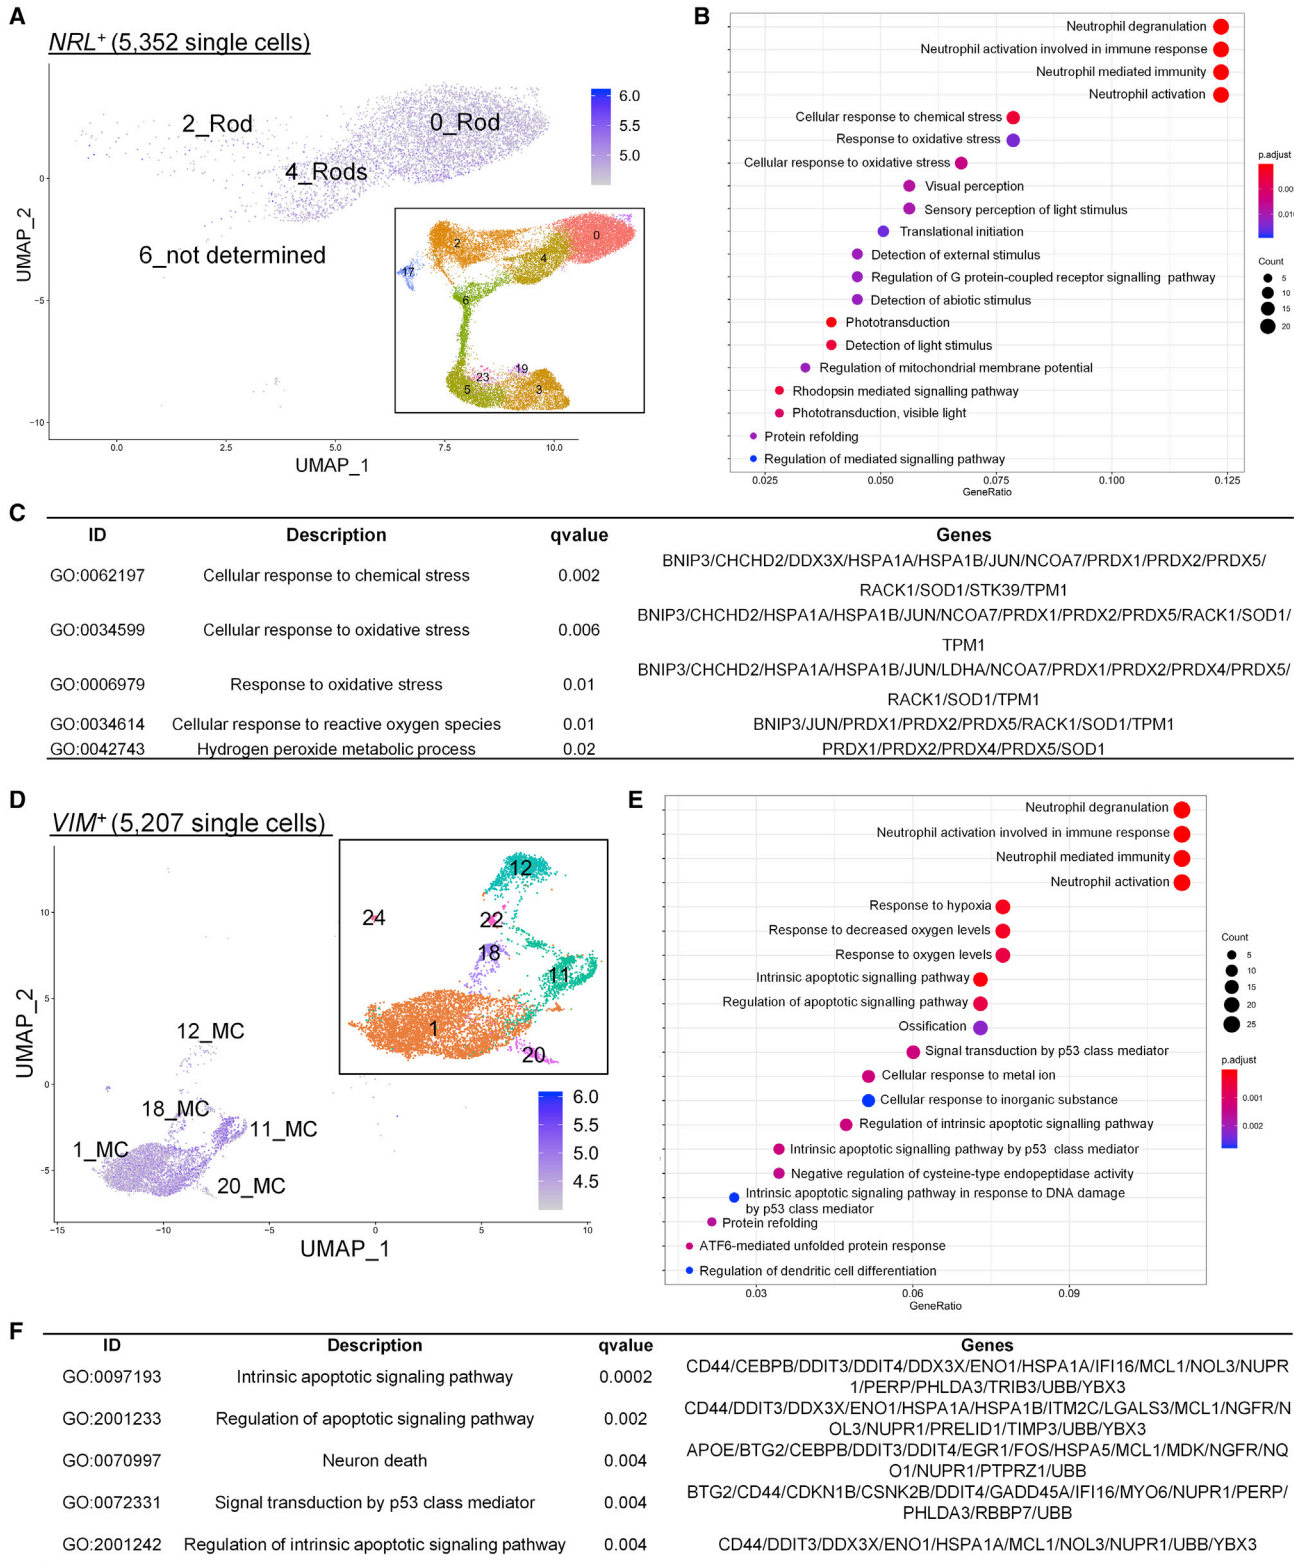 A
NRL+ (5,352 single cells)
2_Rod
0_Rod
4_Rods
6_not determined
6.0
5.5
5.0
0
−5
−10
UMAP_2
0.0
2.5
5.0
7.5
10.0
UMAP_1
2
0
4
17
6
19
23
5
3
B
Neutrophil degranulation
Neutrophil activation involved in immune response
Neutrophil mediated immunity
Neutrophil activation
Cellular response to chemical stress
Response to oxidative stress
Cellular response to oxidative stress
Visual perception
Sensory perception of light stimulus
Translational initiation
Detection of external stimulus
Regulation of G protein-coupled receptor signalling pathway
Detection of abiotic stimulus
Phototransduction
Detection of light stimulus
Regulation of mitochondrial membrane potential
Rhodopsin mediated signalling pathway
Phototransduction, visible light
Protein refolding
Regulation of mediated signalling pathway
0.025
0.050
0.075
0.100
0.125
GeneRatio
p.adjust
0.010
Count
5
10
15
20
C
ID Description qvalue Genes
GO:0062197 Cellular response to chemical stress 0.002 BNIP3/CHCHD2/DDX3X/HSPA1A/HSPA1B/JUN/NCOA7/PRDX1/PRDX2/PRDX5/
RACK1/SOD1/STK39/TPM1
GO:0034599 Cellular response to oxidative stress 0.006 BNIP3/CHCHD2/HSPA1A/HSPA1B/JUN/NCOA7/PRDX1/PRDX2/PRDX5/RACK1/SOD1/
TPM1
GO:0006979 Response to oxidative stress 0.01 BNIP3/CHCHD2/HSPA1A/HSPA1B/JUN/LDHA/NCOA7/PRDX1/PRDX2/PRDX4/PRDX5/
RACK1/SOD1/TPM1
GO:0034614 Cellular response to reactive oxygen species 0.01 BNIP3/JUN/PRDX1/PRDX2/PRDX5/RACK1/SOD1/TPM1
GO:0042743 Hydrogen peroxide metabolic process 0.02 PRDX1/PRDX2/PRDX4/PRDX5/SOD1
D
VIM+ (5,207 single cells)
12
24
22
18
11
1
20
12_MC
18_MC
11_MC
1_MC
20_MC
6.0
5.5
5.0
4.5
10
5
0
−5
UMAP_2
−15
−10
−5
0
5
10
UMAP_1
E
Neutrophil degranulation
Neutrophil activation involved in immune response
Neutrophil mediated immunity
Neutrophil activation
Response to hypoxia
Response to decreased oxygen levels
Response to oxygen levels
Intrinsic apoptotic signalling pathway
Regulation of apoptotic signalling pathway
Ossification
Signal transduction by p53 class mediator
Cellular response to metal ion
Cellular response to inorganic substance
Regulation of intrinsic apoptotic signalling pathway
Intrinsic apoptotic signalling pathway by p53 class mediator
Negative regulation of cysteine-type endopeptidase activity
Intrinsic apoptotic signaling pathway in response to DNA damage
by p53 class mediator
Protein refolding
ATF6-mediated unfolded protein response
Regulation of dendritic cell differentiation
0.03
0.06
0.09
GeneRatio
Count
5
10
15
20
25
p.adjust
0.001
0.002
F
ID Description qvalue Genes
GO:0097193 Intrinsic apoptotic signaling pathway 0.0002 CD44/CEBPB/DDIT3/DDIT4/DDX3X/ENO1/HSPA1A/IFI16/MCL1/NOL3/NUPR
1/PERP/PHLDA3/TRIB3/UBB/YBX3
GO:2001233 Regulation of apoptotic signaling pathway 0.002 CD44/DDIT3/DDX3X/ENO1/HSPA1A/HSPA1B/ITM2C/LGALS3/MCL1/NGFR/N
OL3/NUPR1/PRELID1/TIMP3/UBB/YBX3
GO:0070997 Neuron death 0.004 APOE/BTG2/CEBPB/DDIT3/DDIT4/EGR1/FOS/HSPA5/MCL1/MDK/NGFR/NQ
O1/NUPR1/PTPRZ1/UBB
GO:0072331 Signal transduction by p53 class mediator 0.004 BTG2/CD44/CDKN1B/CSNK2B/DDIT4/GADD45A/IFI16/MYO6/NUPR1/PERP/
PHLDA3/RBBP7/UBB
GO:2001242 Regulation of intrinsic apoptotic signaling pathway 0.004 CD44/DDIT3/DDX3X/ENO1/HSPA1A/MCL1/NOL3/NUPR1/UBB/YBX3